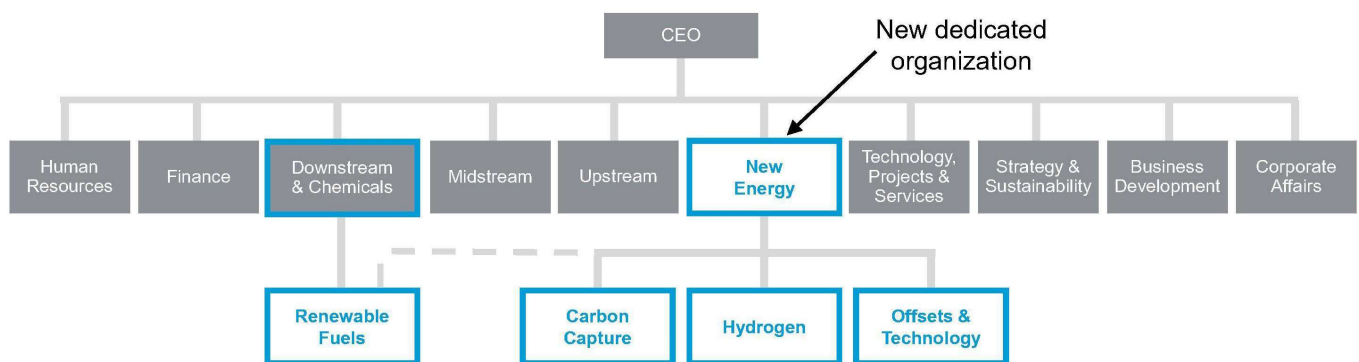 CEO
New dedicated
organization
Human
Resources
Finance
Downstream
& Chemicals
Midstream
Upstream
New
Energy
Technology,
Projects &
Services
Strategy &
Sustainability
Business
Development
Corporate
Affairs
Renewable
Fuels
Carbon
Capture
Hydrogen
Offsets &
Technology